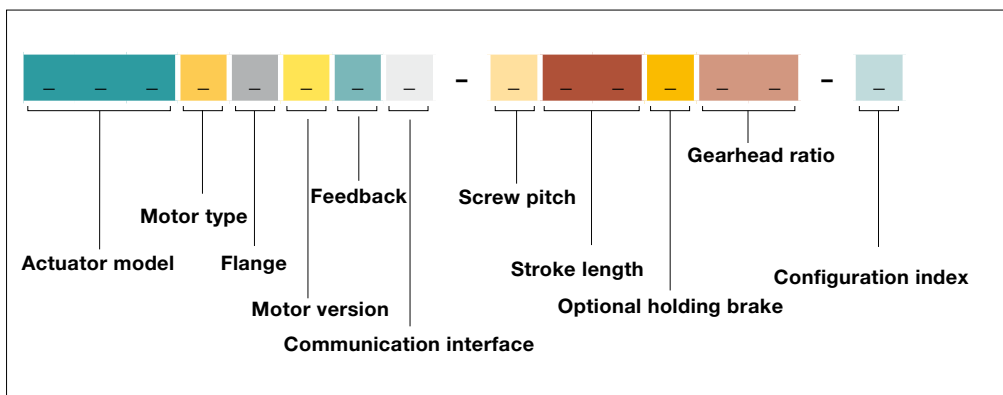 _ _ _ _ _ _ _ _ – _ _ _ _ _ _ – _
Gearhead ratio
Feedback
Screw pitch
Motor type
Actuator model
Flange
Stroke length
Configuration index
Motor version
Optional holding brake
Communication interface